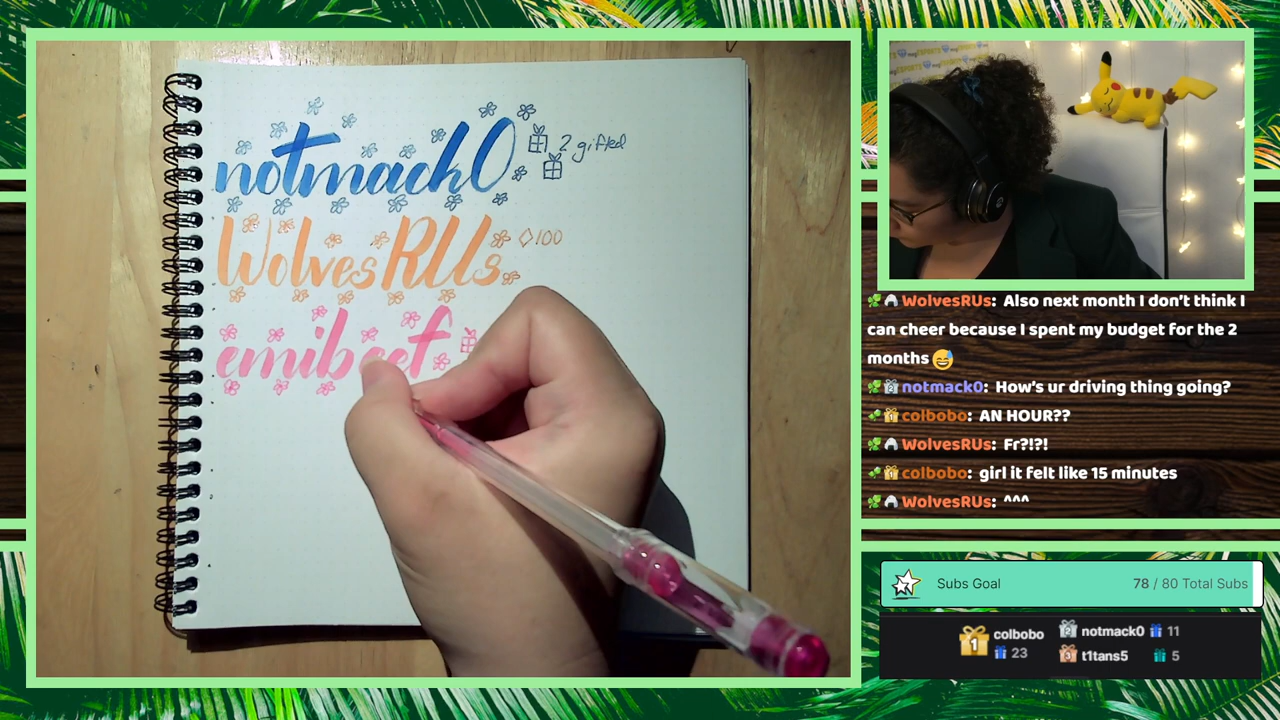 notmack0 2 gifted
WolvesRUs 100
emibeef
WolvesRUs: Also next month I don't think I
can cheer because I spent my budget for the 2
months
notmack0: How's ur driving thing going?
colbobo: AN HOUR??
WolvesRUs: Fr?!?!
colbobo: girl it felt like 15 minutes
WolvesRUs: ^^^
Subs Goal 78 / 80 Total Subs
1 colbobo 23
2 notmack0 11
3 t1tans5 5